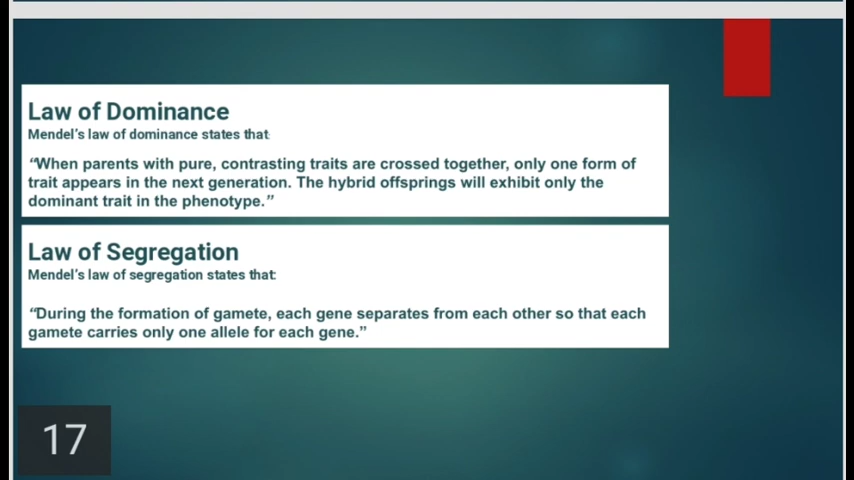 Law of Dominance
Mendel's law of dominance states that:
“When parents with pure, contrasting traits are crossed together, only one form of
trait appears in the next generation. The hybrid offsprings will exhibit only the
dominant trait in the phenotype.”
Law of Segregation
Mendel's law of segregation states that:
“During the formation of gamete, each gene separates from each other so that each
gamete carries only one allele for each gene.”
17